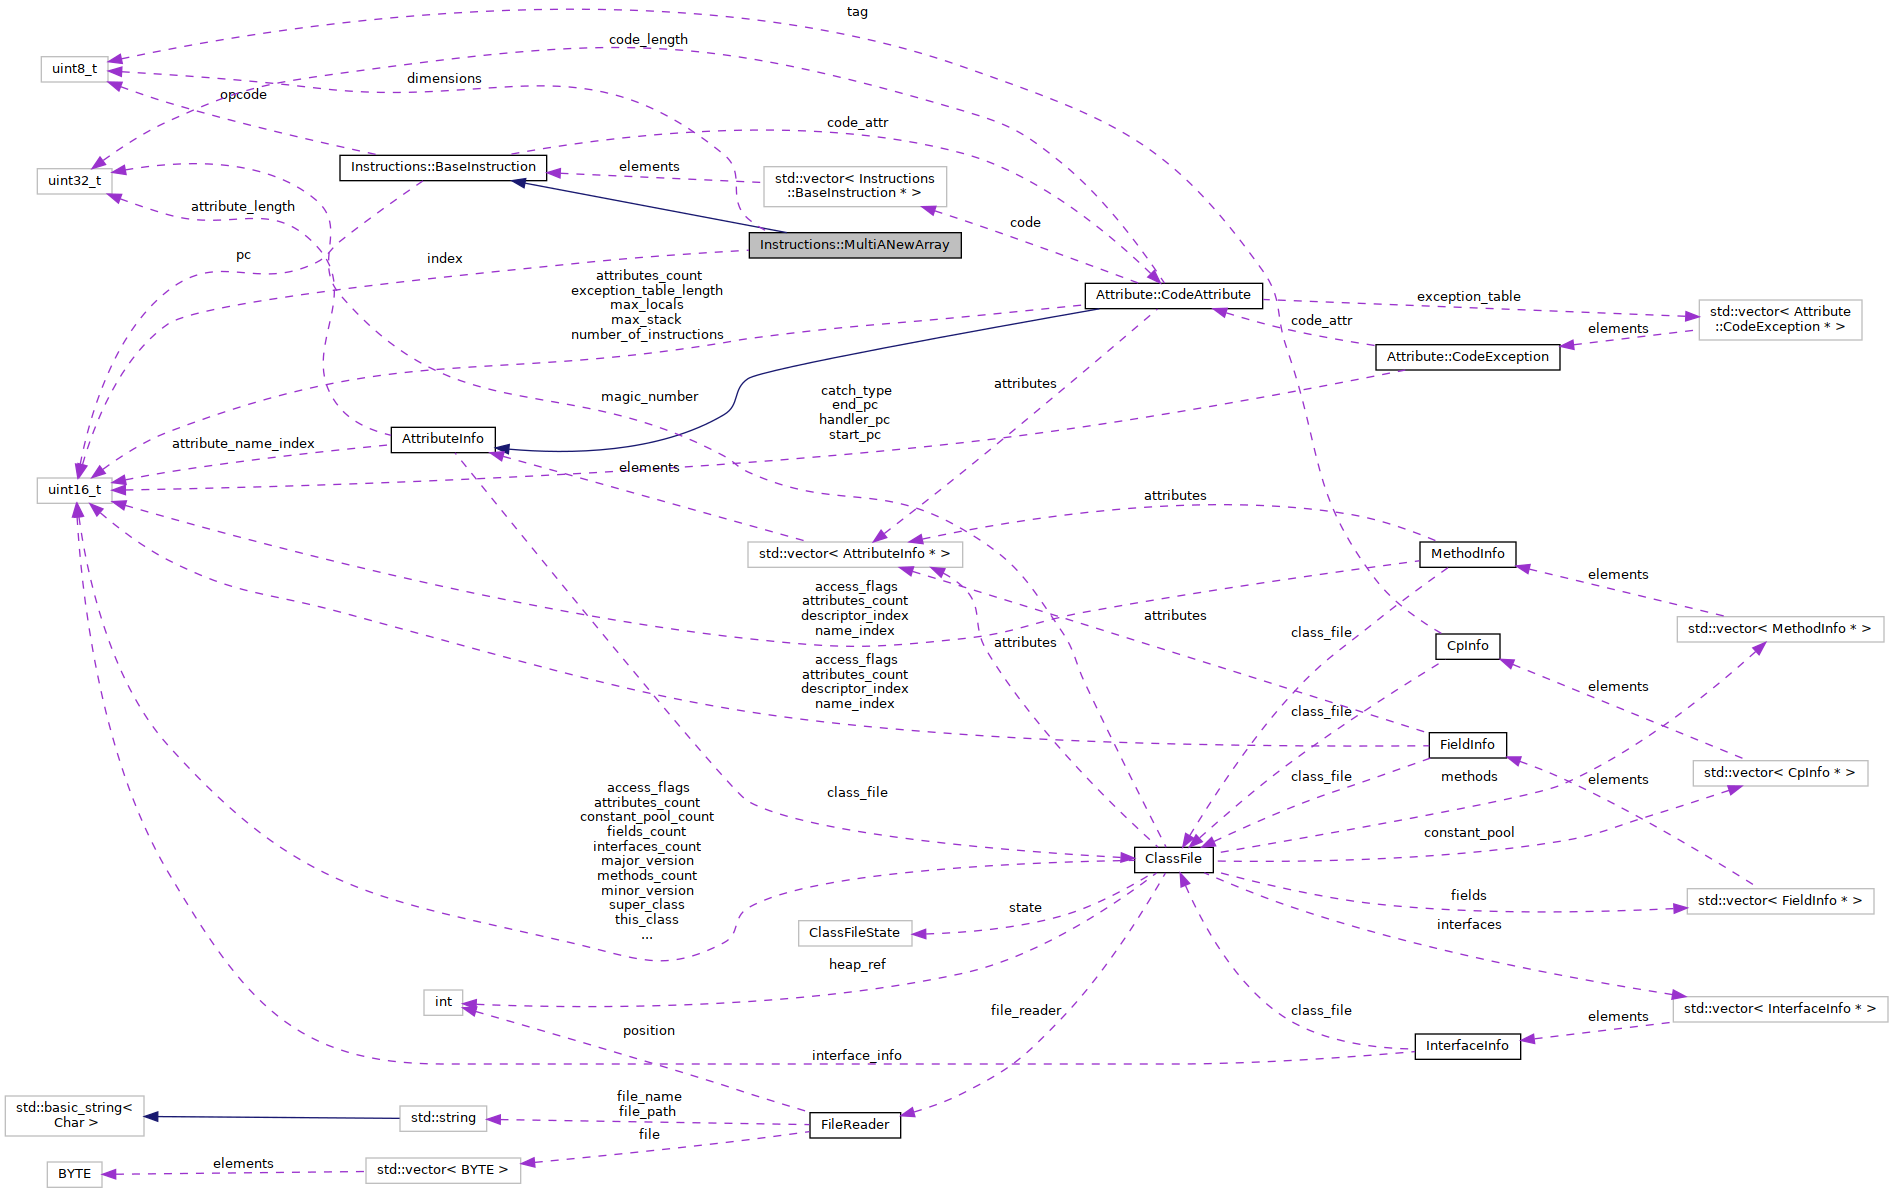 tag
code_length
uint8_t
dimensions
opcode
code_attr
Instructions::BaseInstruction
elements
std::vector< Instructions
::BaseInstruction * >
uint32_t
attribute_length
code
Instructions::MultiANewArray
pc
index
attributes_count
exception_table_length
max_locals
max_stack
number_of_instructions
Attribute::CodeAttribute
exception_table
std::vector< Attribute
::CodeException * >
code_attr
elements
Attribute::CodeException
attributes
magic_number
catch_type
end_pc
handler_pc
start_pc
AttributeInfo
attribute_name_index
elements
uint16_t
attributes
std::vector< AttributeInfo * >
MethodInfo
elements
access_flags
attributes_count
descriptor_index
name_index
attributes
class_file
std::vector< MethodInfo * >
attributes
CpInfo
access_flags
attributes_count
descriptor_index
name_index
elements
class_file
FieldInfo
class_file
methods
elements
std::vector< CpInfo * >
access_flags
attributes_count
constant_pool_count
fields_count
interfaces_count
major_version
methods_count
minor_version
super_class
this_class
...
class_file
constant_pool
ClassFile
fields
std::vector< FieldInfo * >
state
interfaces
ClassFileState
heap_ref
int
file_reader
class_file
elements
std::vector< InterfaceInfo * >
position
InterfaceInfo
interface_info
std::basic_string<
Char >
std::string
file_name
file_path
FileReader
file
elements
BYTE
std::vector< BYTE >